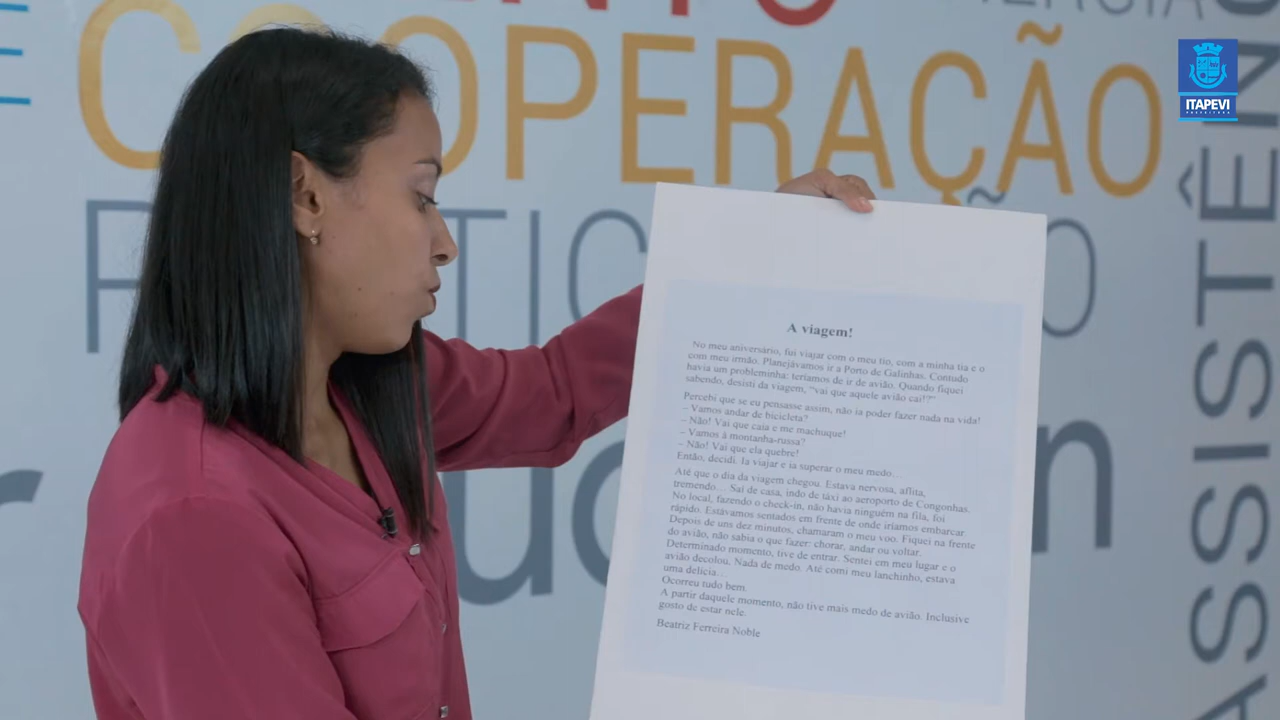 COOPERAÇÃO
ITAPEVI
PREFEITURA
ASSISTÊN
A viagem!
No meu aniversário, fui viajar com o meu tio, com a minha tia e o
com meu irmão. Planejávamos ir a Porto de Galinhas. Contudo
havia um probleminha: teríamos de ir de avião. Quando fiquei
sabendo, desisti da viagem, “vai que aquele avião cai!?”
Percebi que se eu pensasse assim, não ia poder fazer nada na vida!
– Vamos andar de bicicleta?
– Não! Vai que caia e me machuque!
– Vamos à montanha-russa?
– Não! Vai que ela quebre!
Então, decidi. Ia viajar e ia superar o meu medo...
Até que o dia da viagem chegou. Estava nervosa, aflita,
tremendo... Saí de casa, indo de táxi ao aeroporto de Congonhas.
No local, fazendo o check-in, não havia ninguém na fila, foi
rápido. Estávamos sentados em frente de onde iríamos embarcar.
Depois de uns dez minutos, chamaram o meu voo. Fiquei na frente
do avião, não sabia o que fazer: chorar, andar ou voltar.
Determinado momento, tive de entrar. Sentei em meu lugar e o
avião decolou. Nada de medo. Até comi meu lanchinho, estava
uma delícia...
Ocorreu tudo bem.
A partir daquele momento, não tive mais medo de avião. Inclusive
gosto de estar nele.
Beatriz Ferreira Noble